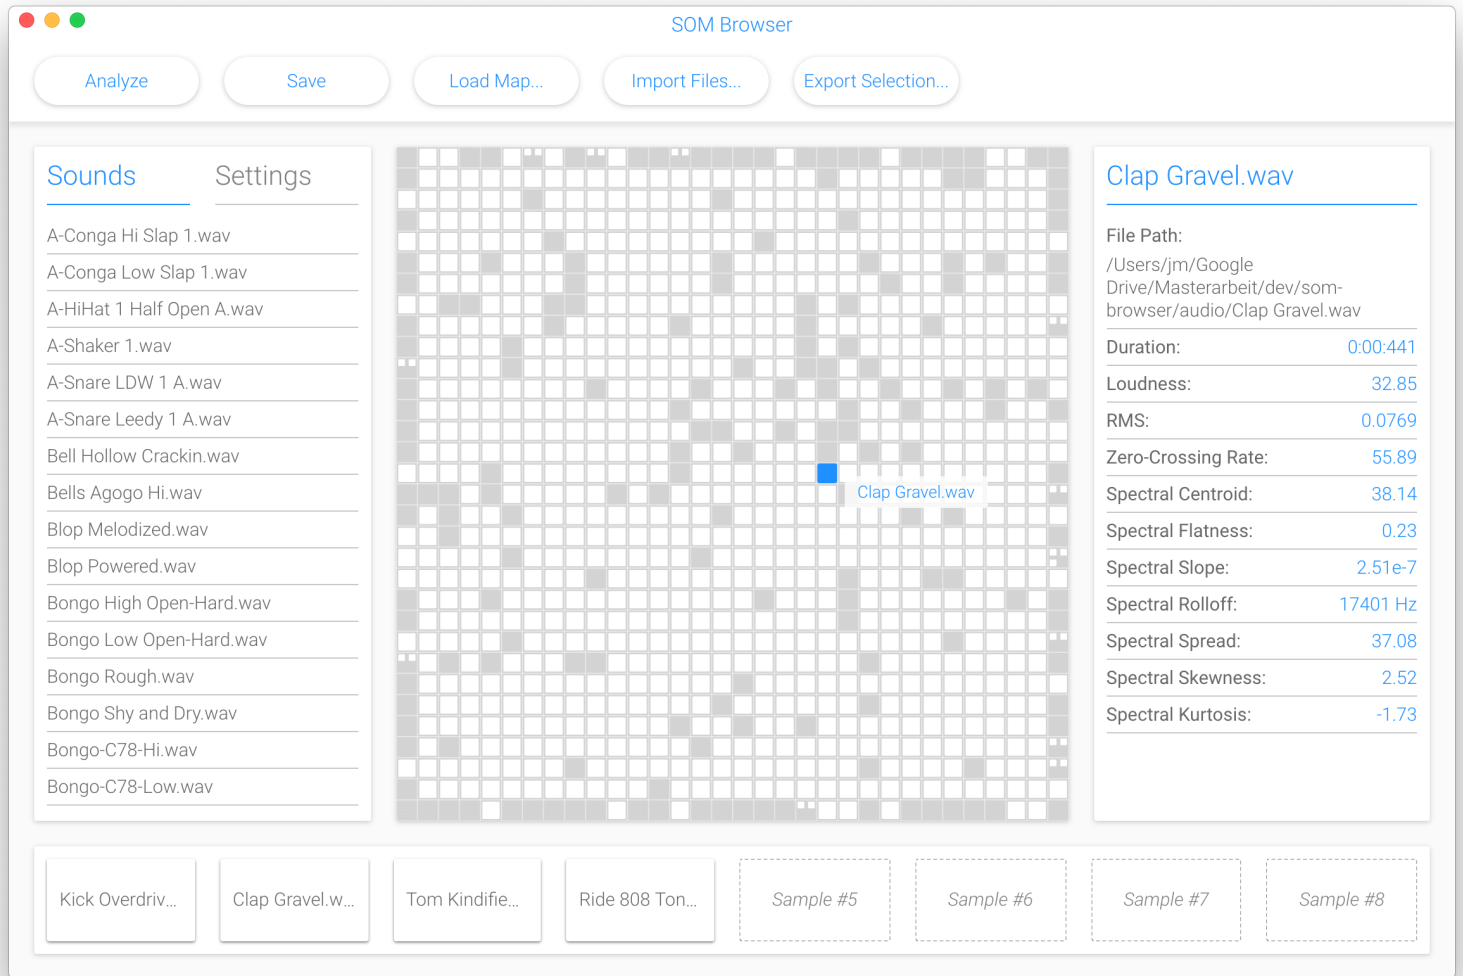 SOM Browser
Analyze
Save
Load Map...
Import Files...
Export Selection...
Sounds
Settings
A-Conga Hi Slap 1.wav
A-Conga Low Slap 1.wav
A-HiHat 1 Half Open A.wav
A-Shaker 1.wav
A-Snare LDW 1 A.wav
A-Snare Leedy 1 A.wav
Bell Hollow Crackin.wav
Bells Agogo Hi.wav
Blop Melodized.wav
Blop Powered.wav
Bongo High Open-Hard.wav
Bongo Low Open-Hard.wav
Bongo Rough.wav
Bongo Shy and Dry.wav
Bongo-C78-Hi.wav
Bongo-C78-Low.wav
Clap Gravel.wav
Clap Gravel.wav
File Path:
/Users/jm/Google
Drive/Masterarbeit/dev/som-
browser/audio/Clap Gravel.wav
Duration: 0:00:441
Loudness: 32.85
RMS: 0.0769
Zero-Crossing Rate: 55.89
Spectral Centroid: 38.14
Spectral Flatness: 0.23
Spectral Slope: 2.51e-7
Spectral Rolloff: 17401 Hz
Spectral Spread: 37.08
Spectral Skewness: 2.52
Spectral Kurtosis: -1.73
Kick Overdriv...
Clap Gravel.w...
Tom Kindifie...
Ride 808 Ton...
Sample #5
Sample #6
Sample #7
Sample #8